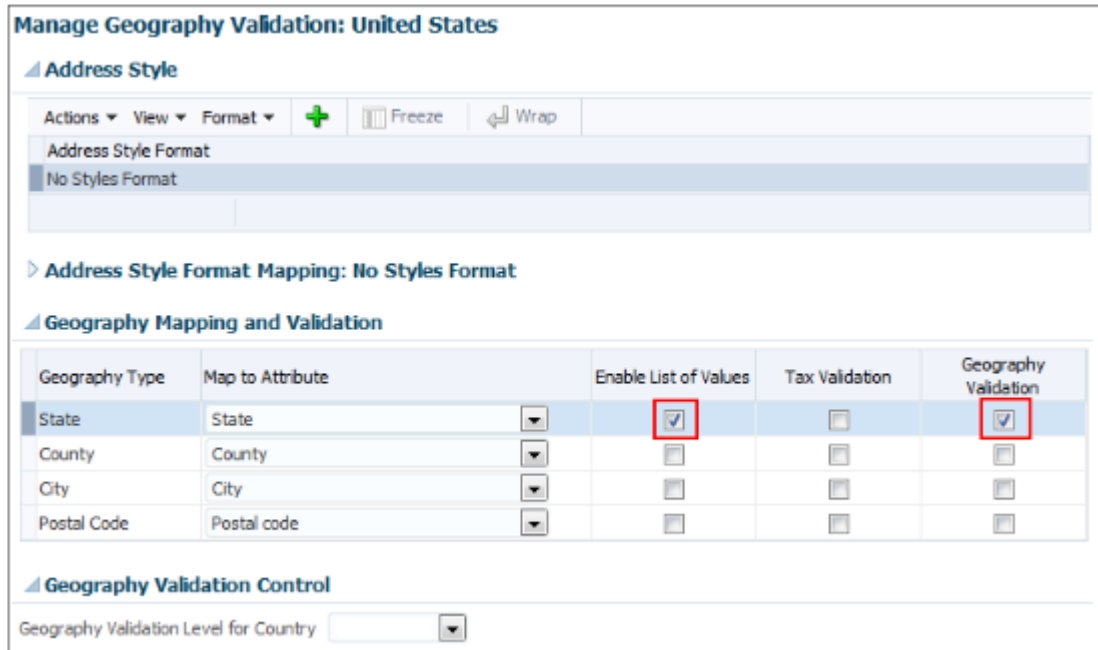 Manage Geography Validation: United States
Address Style
Actions View Format Freeze Wrap
Address Style Format
No Styles Format
Address Style Format Mapping: No Styles Format
Geography Mapping and Validation
Geography Type Map to Attribute Enable List of Values Tax Validation Geography Validation
State State
County County
City City
Postal Code Postal code
Geography Validation Control
Geography Validation Level for Country